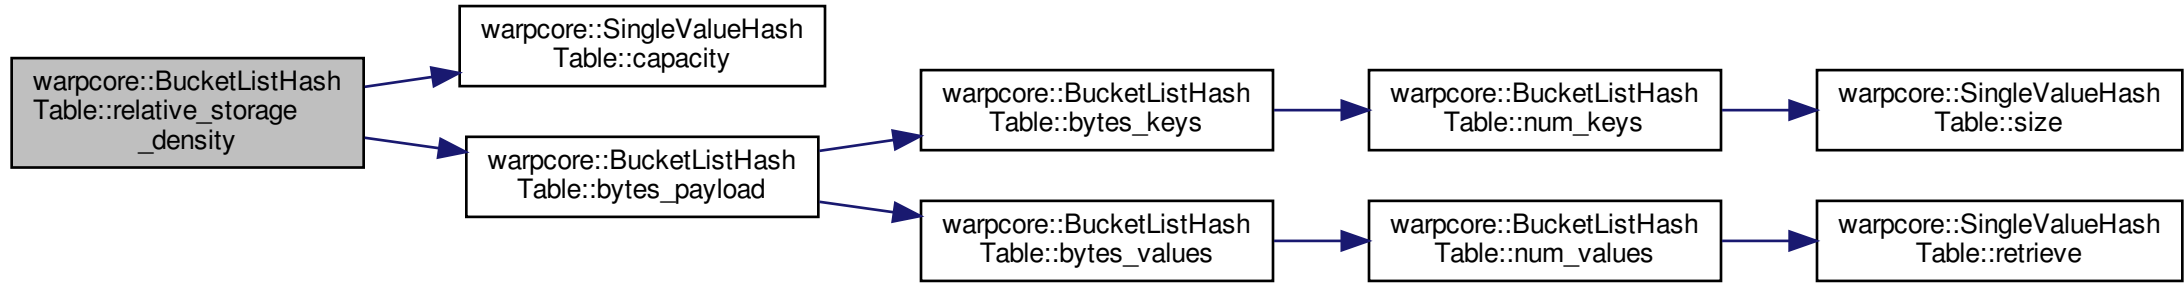 warpcore::BucketListHash
Table::relative_storage
_density
warpcore::SingleValueHash
Table::capacity
warpcore::BucketListHash
Table::bytes_payload
warpcore::BucketListHash
Table::bytes_keys
warpcore::BucketListHash
Table::num_keys
warpcore::SingleValueHash
Table::size
warpcore::BucketListHash
Table::bytes_values
warpcore::BucketListHash
Table::num_values
warpcore::SingleValueHash
Table::retrieve